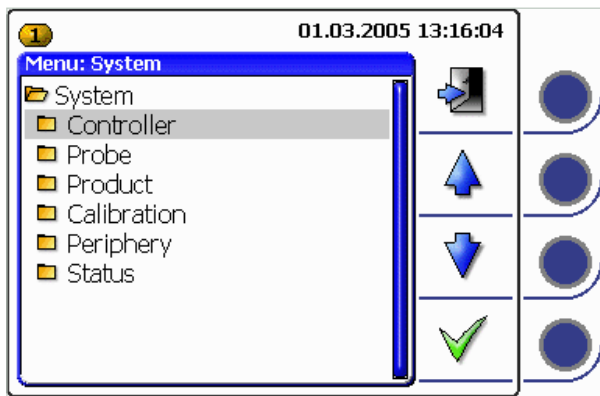 1
01.03.2005 13:16:04
Menu: System
System
Controller
Probe
Product
Calibration
Periphery
Status